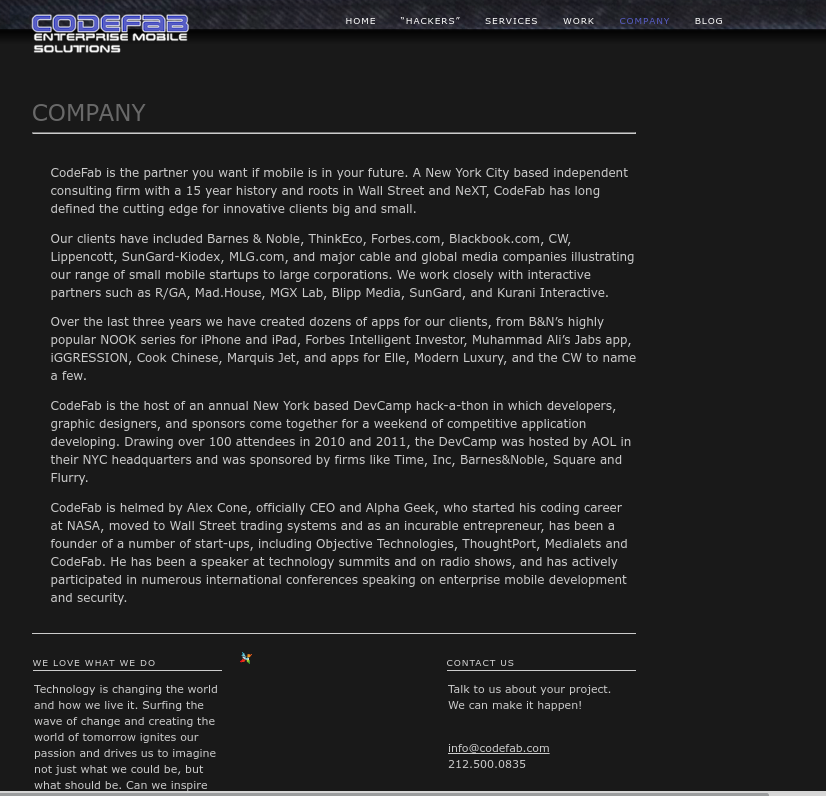 CODEFAB
ENTERPRISE MOBILE
SOLUTIONS
HOME "HACKERS" SERVICES WORK COMPANY BLOG
COMPANY
CodeFab is the partner you want if mobile is in your future. A New York City based independent
consulting firm with a 15 year history and roots in Wall Street and NeXT, CodeFab has long
defined the cutting edge for innovative clients big and small.
Our clients have included Barnes & Noble, ThinkEco, Forbes.com, Blackbook.com, CW,
Lippencott, SunGard-Kiodex, MLG.com, and major cable and global media companies illustrating
our range of small mobile startups to large corporations. We work closely with interactive
partners such as R/GA, Mad.House, MGX Lab, Blipp Media, SunGard, and Kurani Interactive.
Over the last three years we have created dozens of apps for our clients, from B&N's highly
popular NOOK series for iPhone and iPad, Forbes Intelligent Investor, Muhammad Ali's Jabs app,
iGGRESSION, Cook Chinese, Marquis Jet, and apps for Elle, Modern Luxury, and the CW to name
a few.
CodeFab is the host of an annual New York based DevCamp hack-a-thon in which developers,
graphic designers, and sponsors come together for a weekend of competitive application
developing. Drawing over 100 attendees in 2010 and 2011, the DevCamp was hosted by AOL in
their NYC headquarters and was sponsored by firms like Time, Inc, Barnes&Noble, Square and
Flurry.
CodeFab is helmed by Alex Cone, officially CEO and Alpha Geek, who started his coding career
at NASA, moved to Wall Street trading systems and as an incurable entrepreneur, has been a
founder of a number of start-ups, including Objective Technologies, ThoughtPort, Medialets and
CodeFab. He has been a speaker at technology summits and on radio shows, and has actively
participated in numerous international conferences speaking on enterprise mobile development
and security.
WE LOVE WHAT WE DO
Technology is changing the world
and how we live it. Surfing the
wave of change and creating the
world of tomorrow ignites our
passion and drives us to imagine
not just what we could be, but
what should be. Can we inspire
CONTACT US
Talk to us about your project.
We can make it happen!
info@codefab.com
212.500.0835